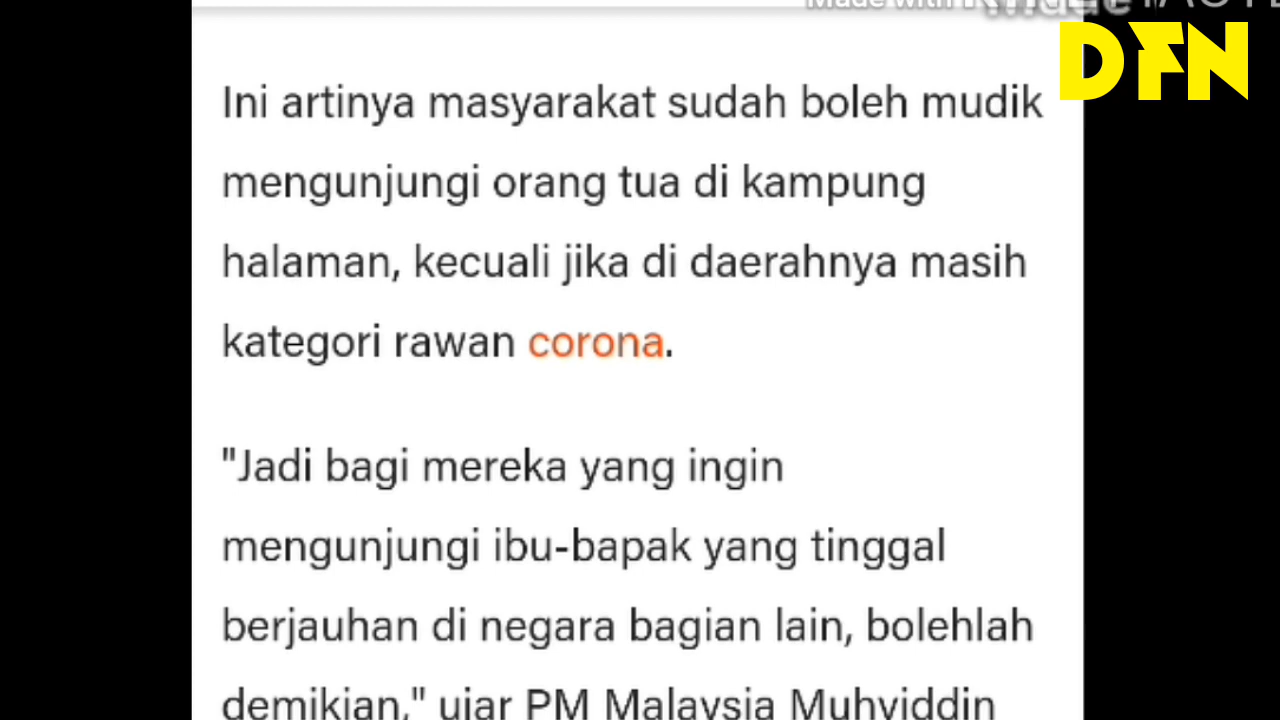 Made with
DFN
Ini artinya masyarakat sudah boleh mudik
mengunjungi orang tua di kampung
halaman, kecuali jika di daerahnya masih
kategori rawan corona.
"Jadi bagi mereka yang ingin
mengunjungi ibu-bapak yang tinggal
berjauhan di negara bagian lain, bolehlah
demikian," ujar PM Malaysia Muhyiddin